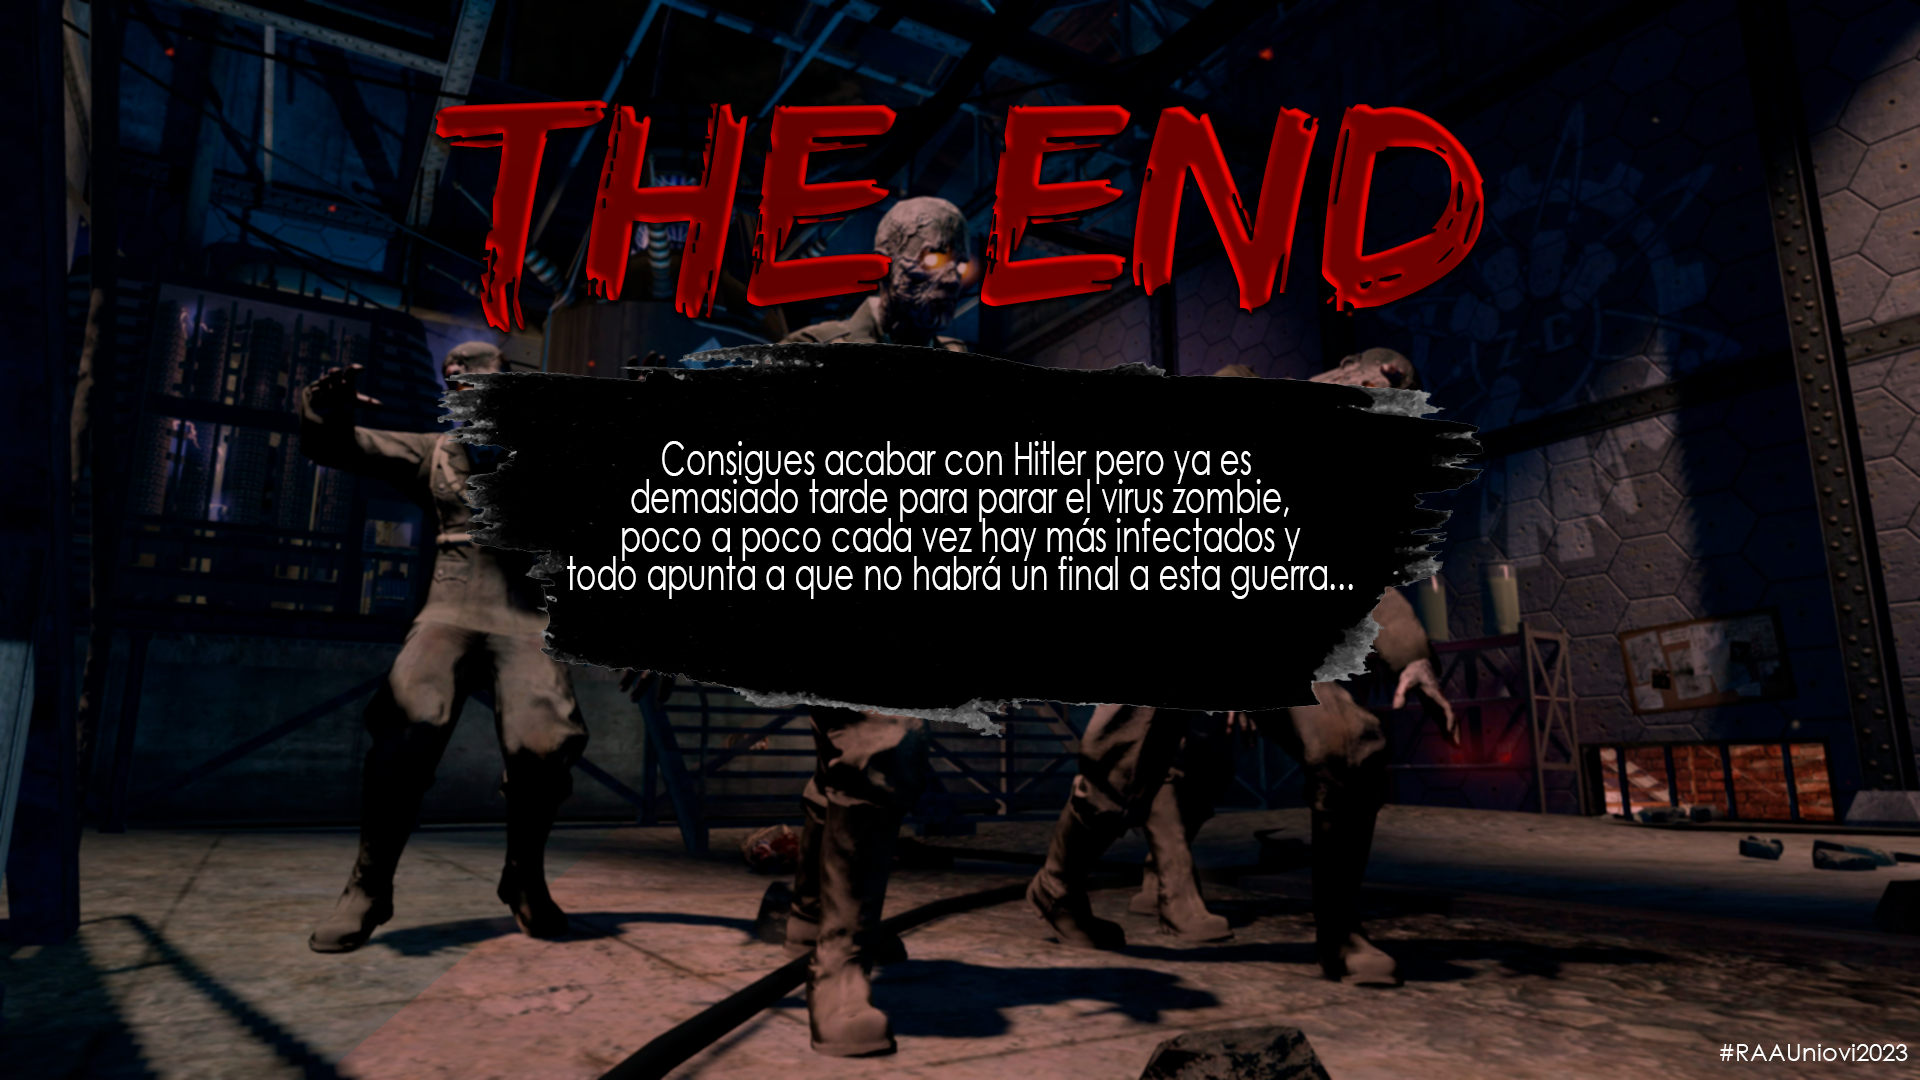 THE END
Consigues acabar con Hitler pero ya es
demasiado tarde para parar el virus zombie,
poco a poco cada vez hay más infectados y
todo apunta a que no habrá un final a esta guerra...
Z-C
#RAAUniovi2023